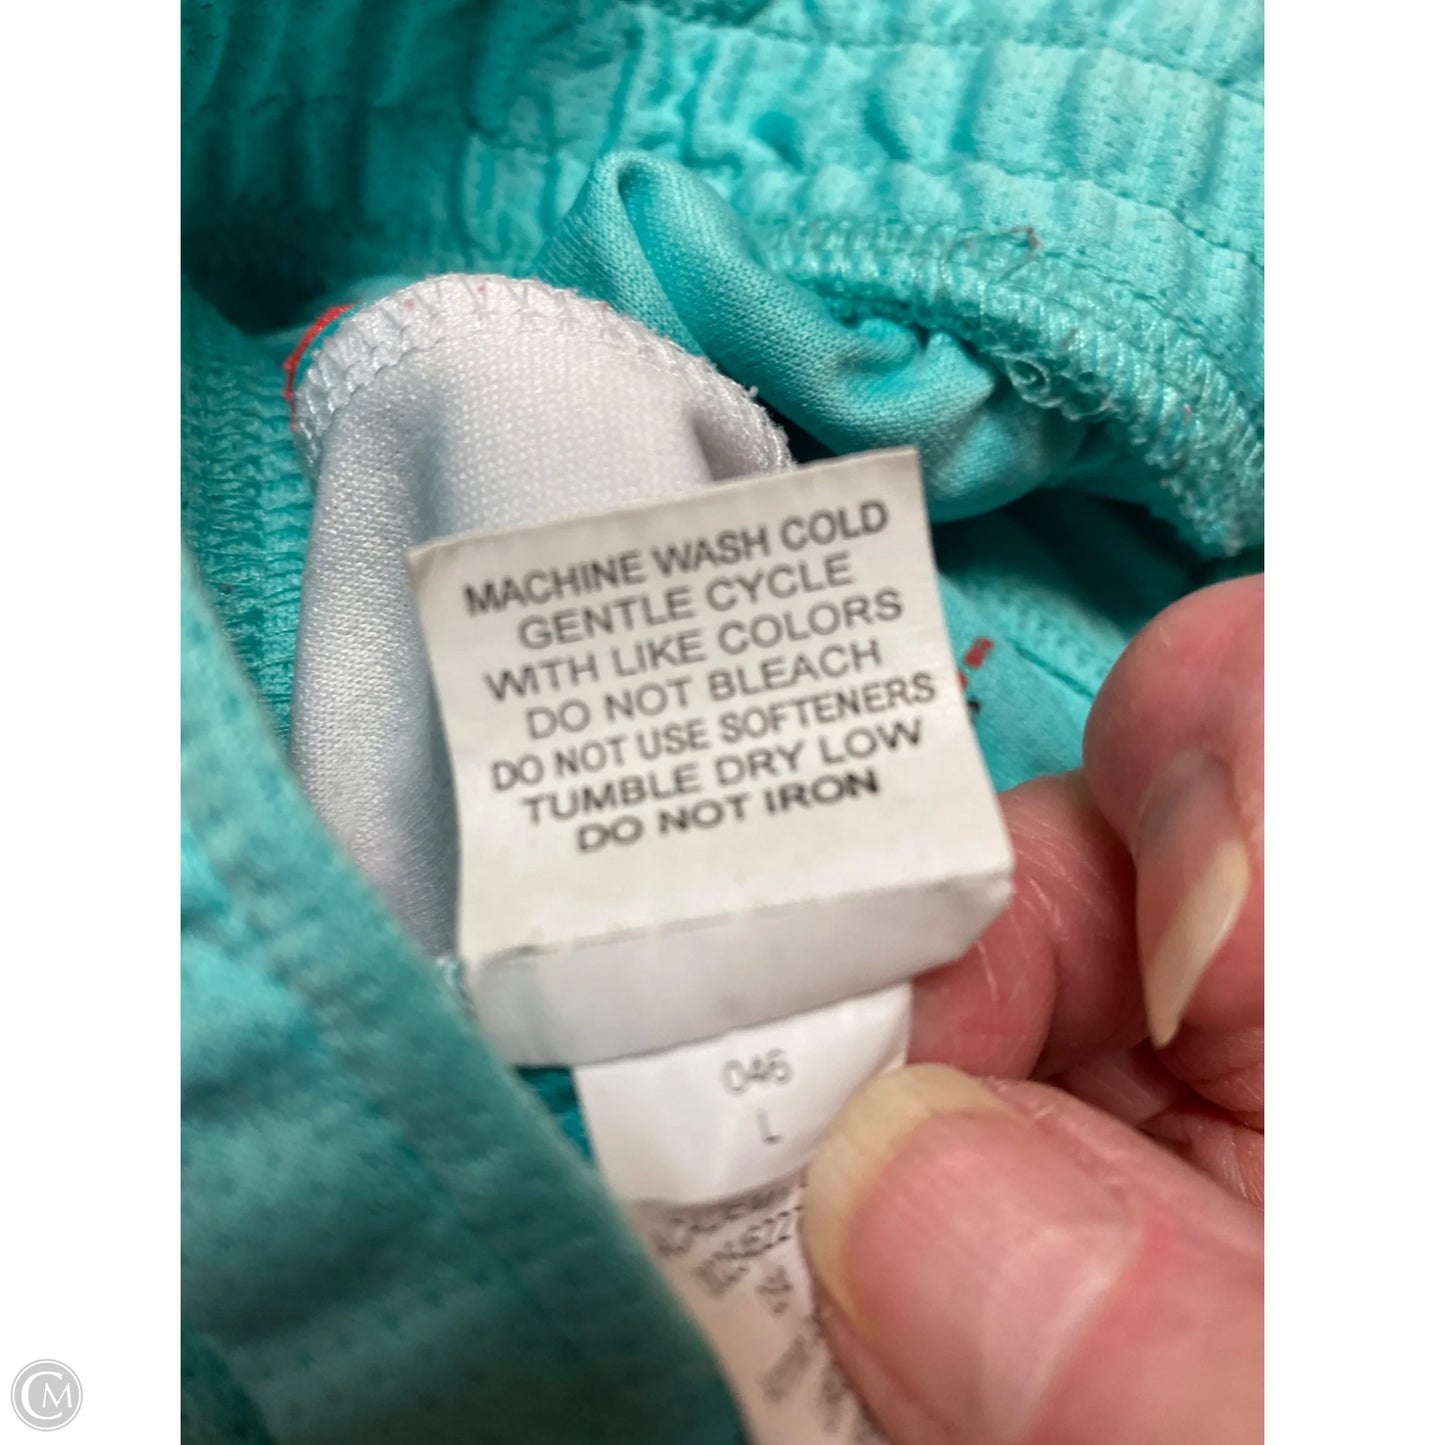 MACHINE WASH COLD
GENTLE CYCLE
WITH LIKE COLORS
DO NOT BLEACH
DO NOT USE SOFTENERS
TUMBLE DRY LOW
DO NOT IRON
046
L
CM